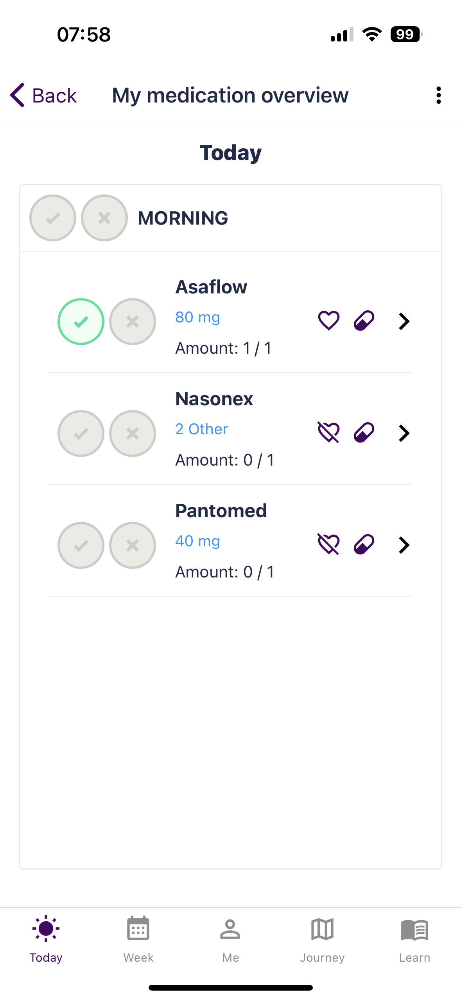 07:58
99
Back
My medication overview
Today
MORNING
Asaflow
80 mg
Amount: 1 / 1
Nasonex
2 Other
Amount: 0 / 1
Pantomed
40 mg
Amount: 0 / 1
Today
Week
Me
Journey
Learn